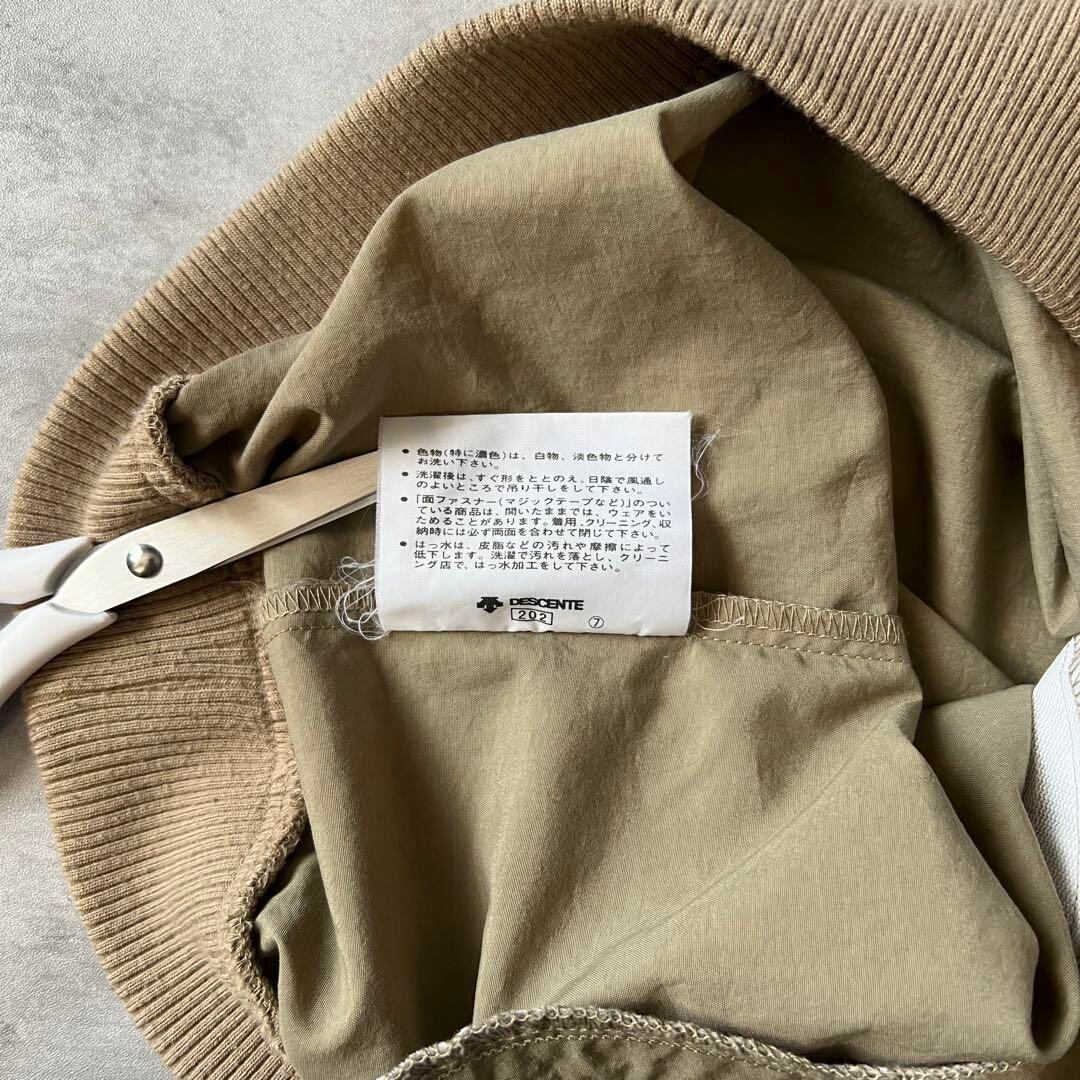 ● 色物(特に濃色)は、白物、淡色物と分けて
お洗い下さい。
● 洗濯後は、すぐ形をととのえ、日陰で風通し
のよいところで吊り干しをして下さい。
● 「面ファスナー(マジックテープなど)」のつい
ている商品は、開いたままでは、ウェアをい
ためることがあります。着用、クリーニング、収
納時には必ず両面を合わせて閉じて下さい。
● はっ水は、皮脂などの汚れや摩擦によって
低下します。洗濯で汚れを落とし、クリーニ
ング店で、はっ水加工をして下さい。
DESCENTE
202 ⑦